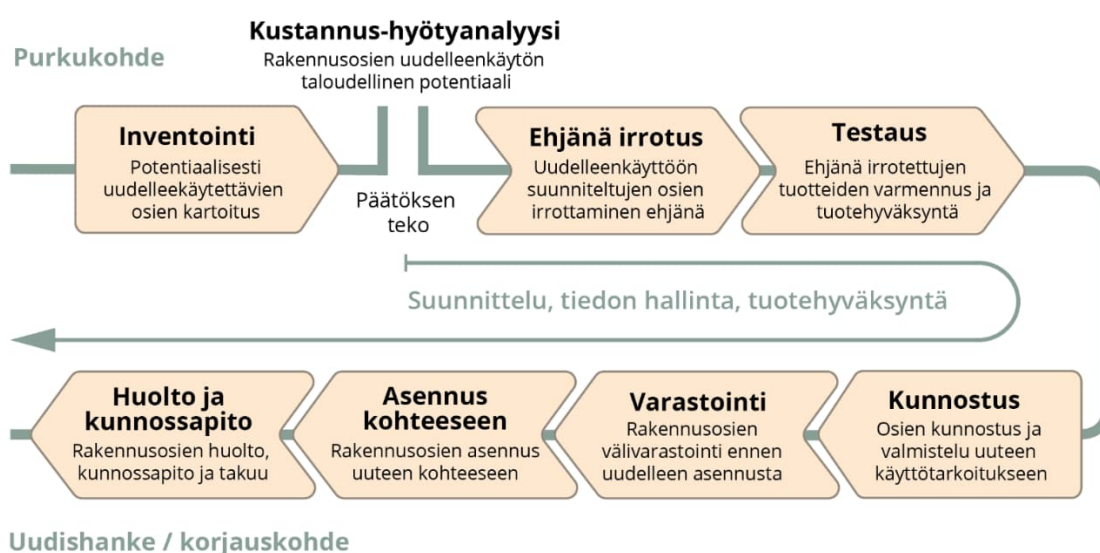 Purkukohde
Kustannus-hyötyanalyysi
Rakennusosien uudelleenkäytön
taloudellinen potentiaali
Inventointi
Potentiaalisesti
uudelleekäytettävien
osien kartoitus
Päätöksen
teko
Ehjänä irrotus
Uudelleenkäyttöön
suunniteltujen osien
irrottaminen ehjänä
Testaus
Ehjänä irrotettujen
tuotteiden varmennus ja
tuotehyväksyntä
Suunnittelu, tiedon hallinta, tuotehyväksyntä
Kunnostus
Osien kunnostus ja
valmistelu uuteen
käyttötarkoitukseen
Varastointi
Rakennusosien
välivarastointi ennen
uudelleen asennusta
Asennus
kohteeseen
Rakennusosien asennus
uuteen kohteeseen
Huolto ja
kunnossapito
Rakennusosien huolto,
kunnossapito ja takuu
Uudishanke / korjauskohde